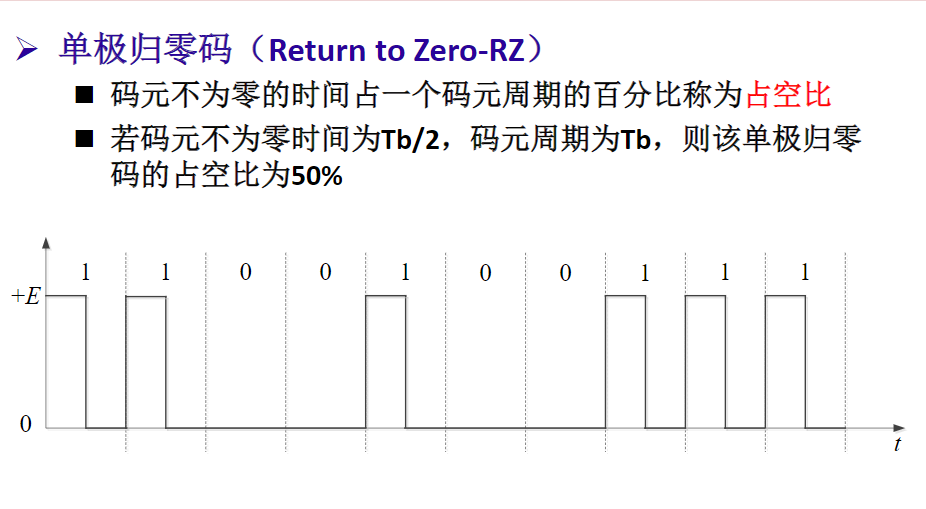 单极归零码（Return to Zero-RZ）
码元不为零的时间占一个码元周期的百分比称为占空比
若码元不为零时间为Tb/2，码元周期为Tb，则该单极归零
码的占空比为50%
1 1 0 0 1 0 0 1 1 1
+E
0
t